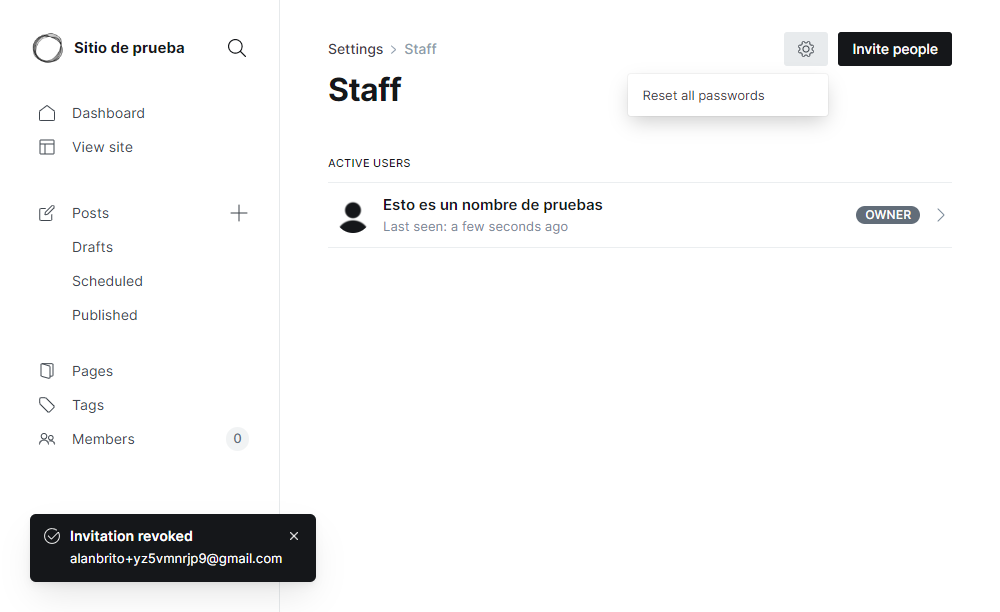 Sitio de prueba
Dashboard
View site
Posts
Drafts
Scheduled
Published
Pages
Tags
Members 0
Invitation revoked
alanbrito+yz5vmnrjp9@gmail.com
Settings > Staff
Invite people
Staff
Reset all passwords
ACTIVE USERS
Esto es un nombre de pruebas
Last seen: a few seconds ago
OWNER